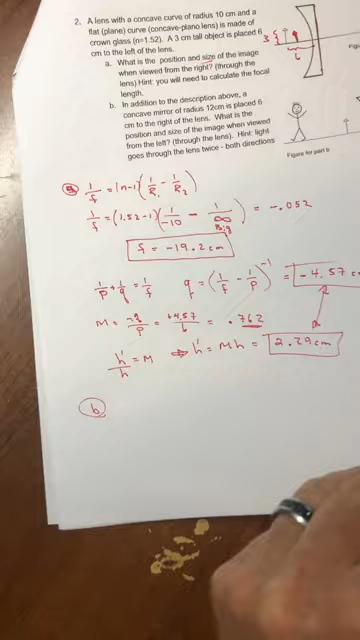 2. A lens with a concave curve of radius 10 cm and a
flat (plane) curve (concave-plano lens) is made of
crown glass (n=1.52). A 3 cm tall object is placed 6
cm to the left of the lens.
a. What is the position and size of the image
when viewed from the right? (through the
lens) Hint: you will need to calculate the focal
length.
b. In addition to the description above, a
concave mirror of radius 12cm is placed 6
cm to the right of the lens. What is the
position and size of the image when viewed
from the left? (through the lens) Hint: light
goes through the lens twice - both directions
3
6
Figure for part b
a 1/f = (n-1)(1/R1 - 1/R2)
1/f = (1.52-1)(1/-10 - 1/∞) = -.052
Big
f = -19.2 cm
1/p + 1/q = 1/f q = (1/f - 1/p)^-1 = -4.57 cm
M = -q/p = +4.57/6 = .762
h'/h = M ⇒ h' = Mh = 2.29 cm
b